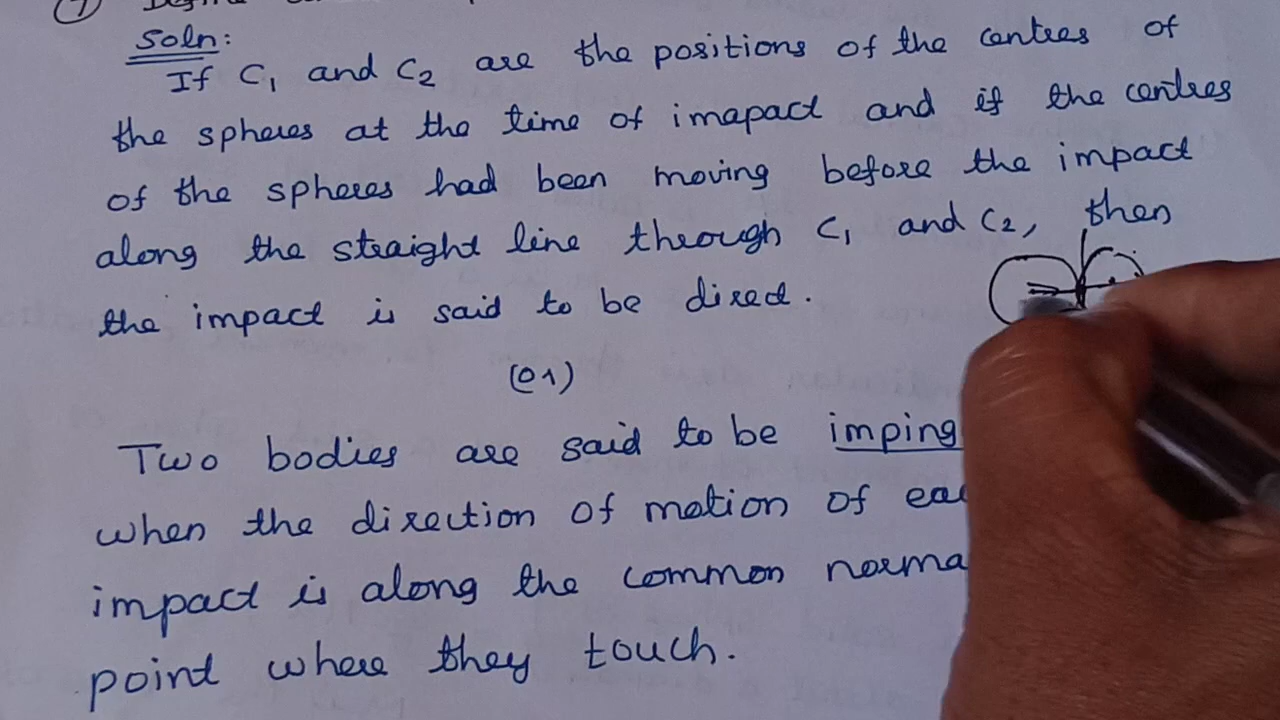 Soln:
If C₁ and C₂ are the positions of the centres of
the spheres at the time of imapact and if the centres
of the spheres had been moving before the impact
along the straight line through C₁ and C₂, then
the impact is said to be direct.
(or)
Two bodies are said to be
when the direction of motion of
impact is along the common
point where they touch.